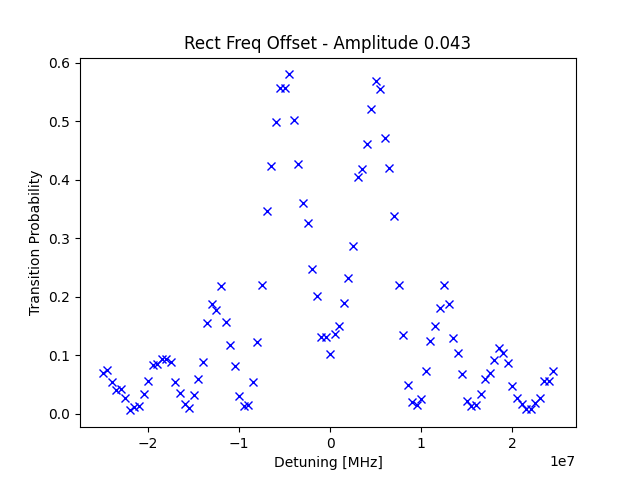 Rect Freq Offset - Amplitude 0.043
Transition Probability
0.6
0.5
0.4
0.3
0.2
0.1
0.0
−2 −1 0 1 2
1e7
Detuning [MHz]